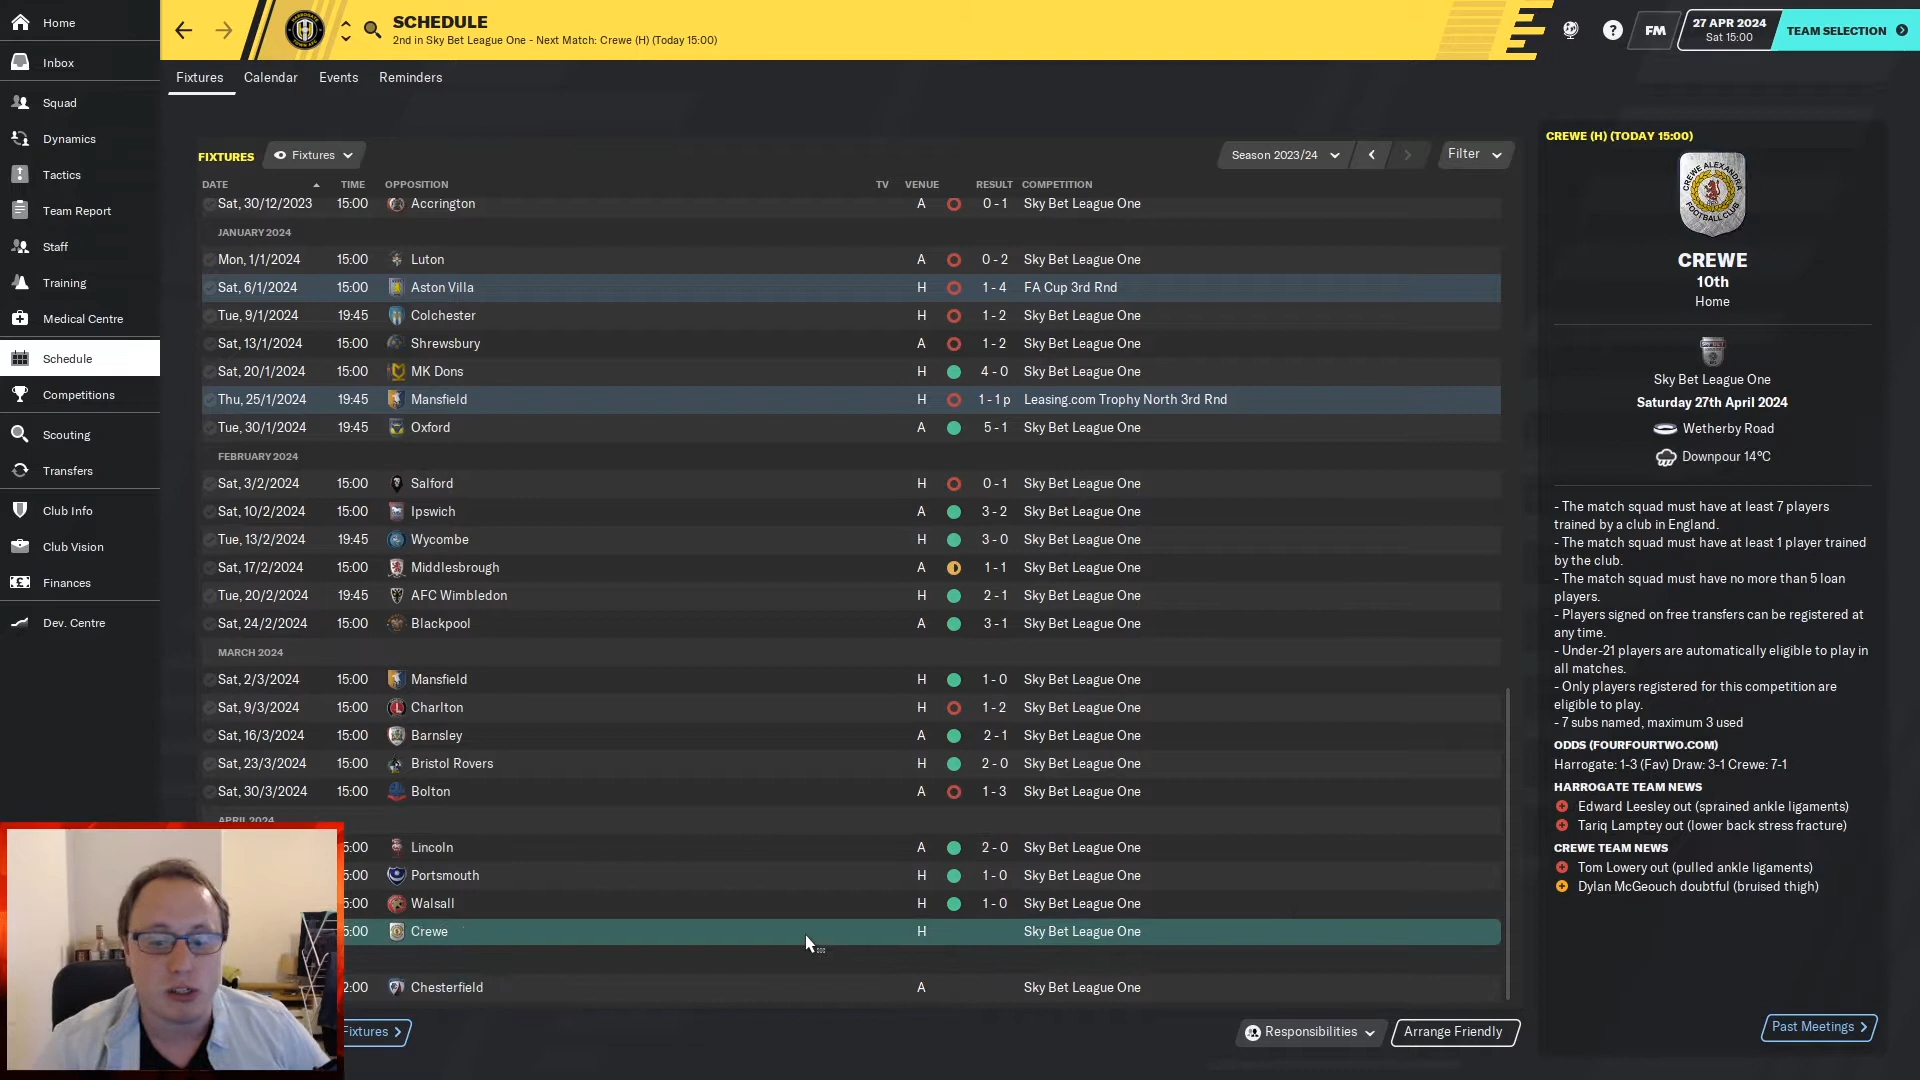 Home
Inbox
Squad
Dynamics
Tactics
Team Report
Staff
Training
Medical Centre
Schedule
Competitions
Scouting
Transfers
Club Info
Club Vision
Finances
Dev. Centre
SCHEDULE
2nd in Sky Bet League One - Next Match: Crewe (H) (Today 15:00)
FM
27 APR 2024
Sat 15:00
TEAM SELECTION
Fixtures Calendar Events Reminders
FIXTURES Fixtures Season 2023/24 Filter
DATE TIME OPPOSITION TV VENUE RESULT COMPETITION
Sat, 30/12/2023 15:00 Accrington A 0 - 1 Sky Bet League One
JANUARY 2024
Mon, 1/1/2024 15:00 Luton A 0 - 2 Sky Bet League One
Sat, 6/1/2024 15:00 Aston Villa H 1 - 4 FA Cup 3rd Rnd
Tue, 9/1/2024 19:45 Colchester H 1 - 2 Sky Bet League One
Sat, 13/1/2024 15:00 Shrewsbury A 1 - 2 Sky Bet League One
Sat, 20/1/2024 15:00 MK Dons H 4 - 0 Sky Bet League One
Thu, 25/1/2024 19:45 Mansfield H 1 - 1 p Leasing.com Trophy North 3rd Rnd
Tue, 30/1/2024 19:45 Oxford A 5 - 1 Sky Bet League One
FEBRUARY 2024
Sat, 3/2/2024 15:00 Salford H 0 - 1 Sky Bet League One
Sat, 10/2/2024 15:00 Ipswich A 3 - 2 Sky Bet League One
Tue, 13/2/2024 19:45 Wycombe H 3 - 0 Sky Bet League One
Sat, 17/2/2024 15:00 Middlesbrough A 1 - 1 Sky Bet League One
Tue, 20/2/2024 19:45 AFC Wimbledon H 2 - 1 Sky Bet League One
Sat, 24/2/2024 15:00 Blackpool A 3 - 1 Sky Bet League One
MARCH 2024
Sat, 2/3/2024 15:00 Mansfield H 1 - 0 Sky Bet League One
Sat, 9/3/2024 15:00 Charlton H 1 - 2 Sky Bet League One
Sat, 16/3/2024 15:00 Barnsley A 2 - 1 Sky Bet League One
Sat, 23/3/2024 15:00 Bristol Rovers H 2 - 0 Sky Bet League One
Sat, 30/3/2024 15:00 Bolton A 1 - 3 Sky Bet League One
APRIL 2024
5:00 Lincoln A 2 - 0 Sky Bet League One
5:00 Portsmouth H 1 - 0 Sky Bet League One
5:00 Walsall H 1 - 0 Sky Bet League One
5:00 Crewe H Sky Bet League One
2:00 Chesterfield A Sky Bet League One
Fixtures Responsibilities Arrange Friendly
CREWE (H) (TODAY 15:00)
CREWE ALEXANDRA
FOOTBALL CLUB
CREWE
10th
Home
Sky Bet League One
Saturday 27th April 2024
Wetherby Road
Downpour 14ºC
- The match squad must have at least 7 players
trained by a club in England.
- The match squad must have at least 1 player trained
by the club.
- The match squad must have no more than 5 loan
players.
- Players signed on free transfers can be registered at
any time.
- Under-21 players are automatically eligible to play in
all matches.
- Only players registered for this competition are
eligible to play.
- 7 subs named, maximum 3 used
ODDS (FOURFOURTWO.COM)
Harrogate: 1-3 (Fav) Draw: 3-1 Crewe: 7-1
HARROGATE TEAM NEWS
Edward Leesley out (sprained ankle ligaments)
Tariq Lamptey out (lower back stress fracture)
CREWE TEAM NEWS
Tom Lowery out (pulled ankle ligaments)
Dylan McGeouch doubtful (bruised thigh)
Past Meetings